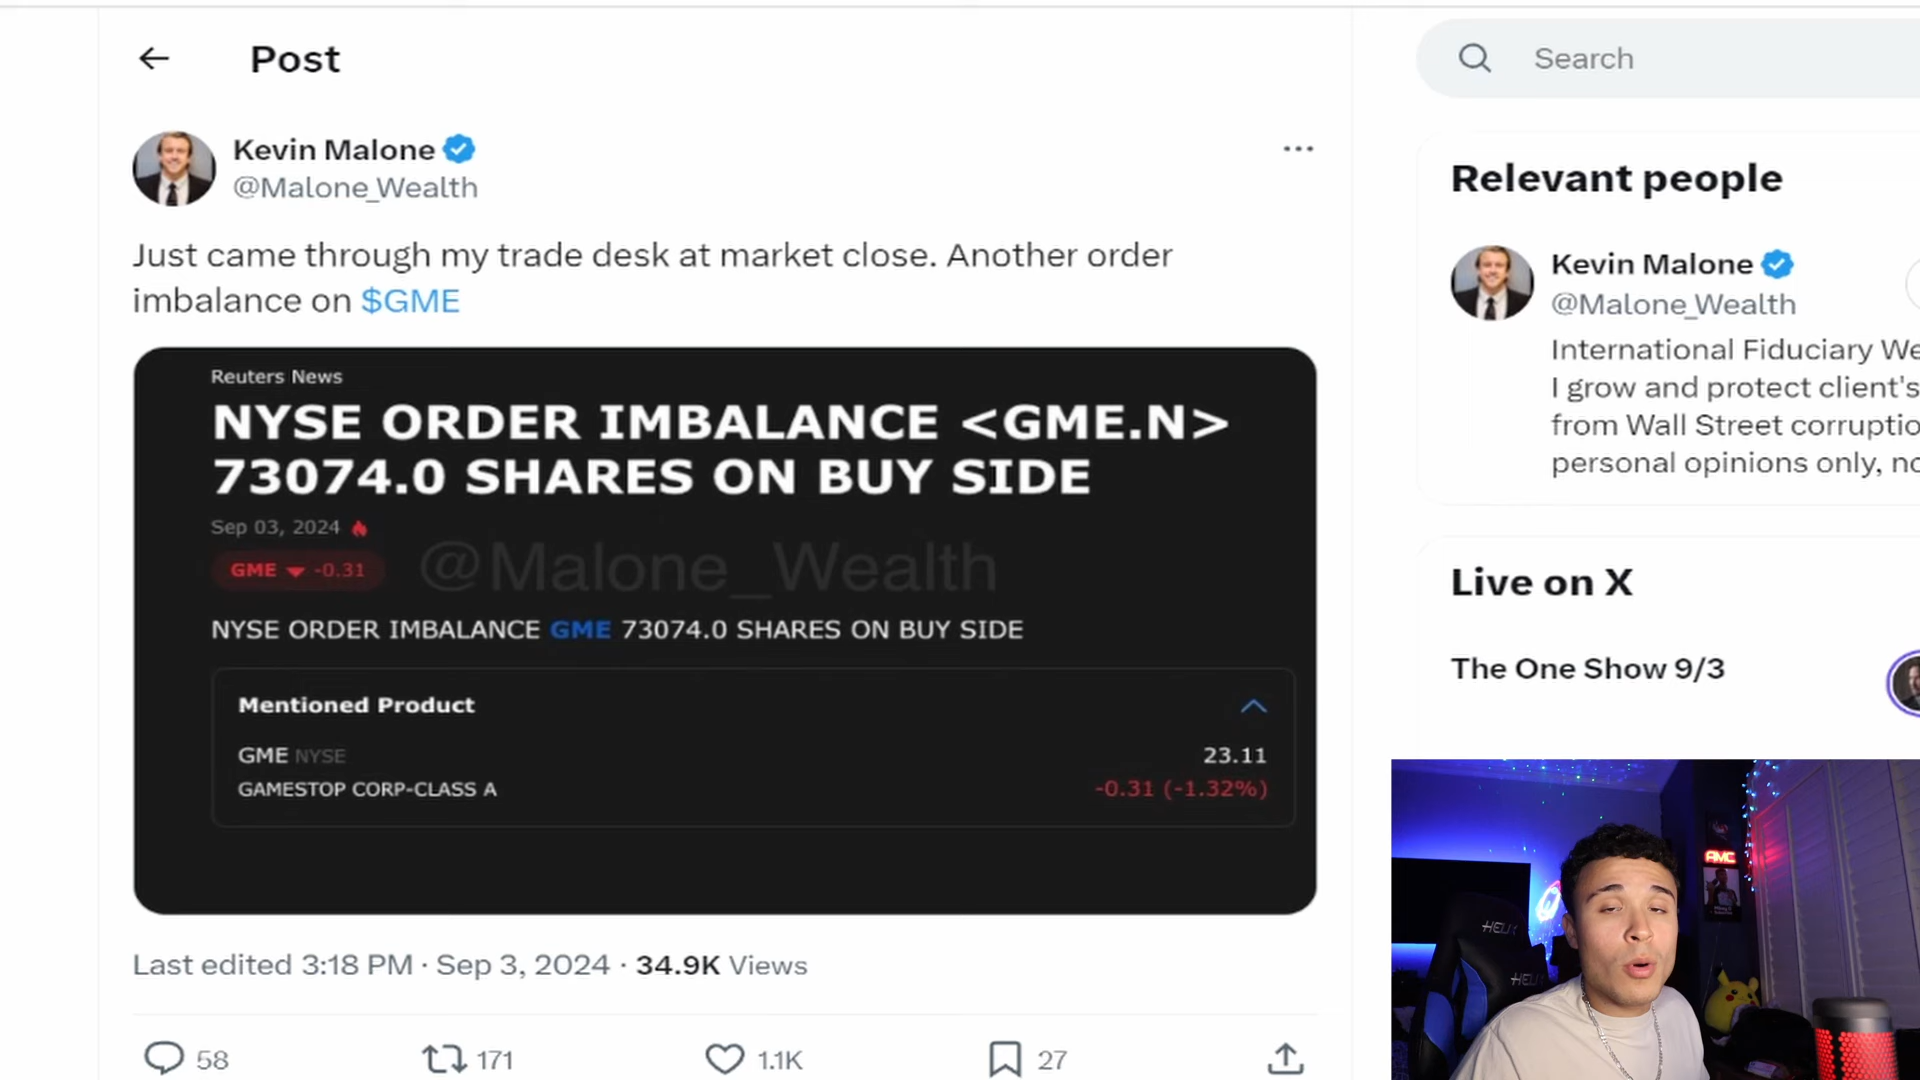 Post
Search
Kevin Malone
@Malone_Wealth
Just came through my trade desk at market close. Another order
imbalance on $GME
Reuters News
NYSE ORDER IMBALANCE <GME.N>
73074.0 SHARES ON BUY SIDE
Sep 03, 2024
GME -0.31
@Malone_Wealth
NYSE ORDER IMBALANCE GME 73074.0 SHARES ON BUY SIDE
Mentioned Product
GME NYSE
23.11
GAMESTOP CORP-CLASS A
-0.31 (-1.32%)
Last edited 3:18 PM · Sep 3, 2024 · 34.9K Views
58
171
1.1K
27
Relevant people
Kevin Malone
@Malone_Wealth
International Fiduciary We
I grow and protect client's
from Wall Street corruptio
personal opinions only, no
Live on X
The One Show 9/3
AMC